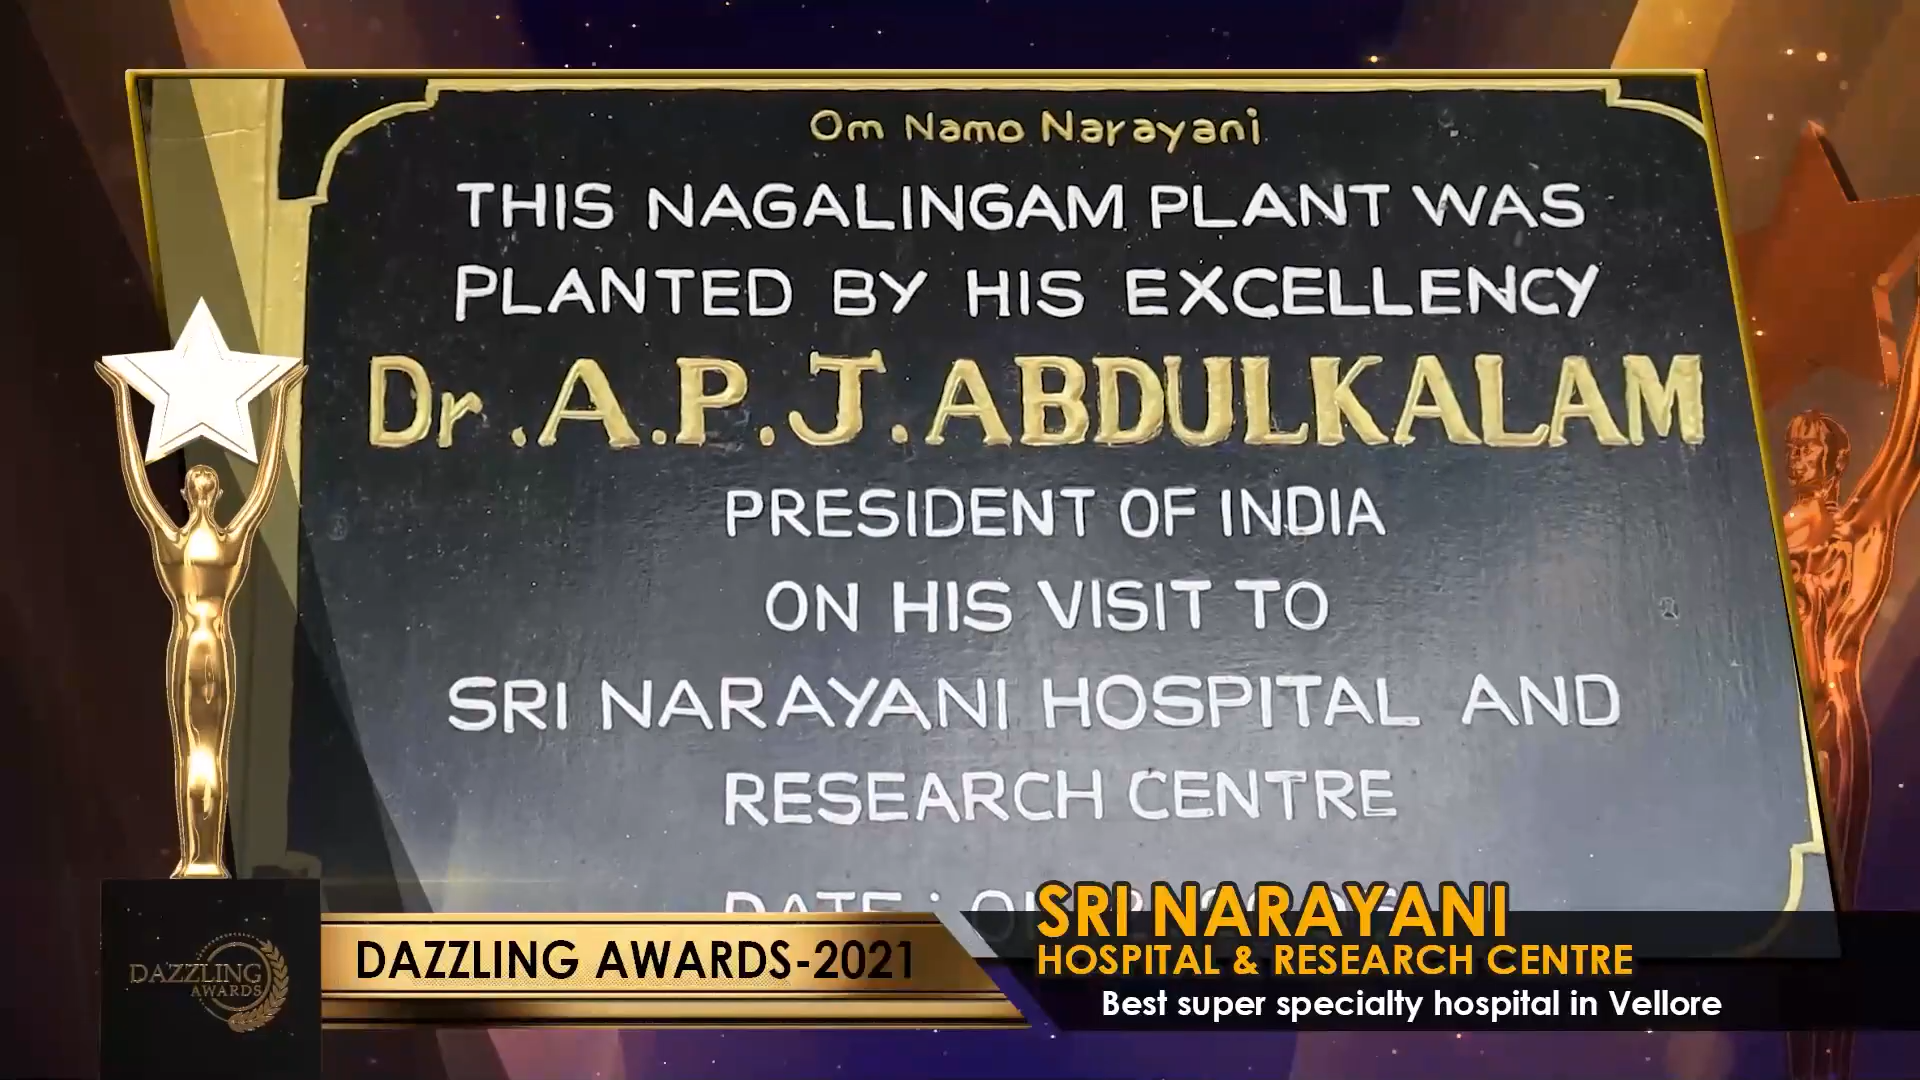 Om Namo Narayani
THIS NAGALINGAM PLANT WAS
PLANTED BY HIS EXCELLENCY
Dr.A.P.J.ABDULKALAM
PRESIDENT OF INDIA
ON HIS VISIT TO
SRI NARAYANI HOSPITAL AND
RESEARCH CENTRE
DATE :
SRI NARAYANI
HOSPITAL & RESEARCH CENTRE
Best super specialty hospital in Vellore
DAZZLING AWARDS-2021
DAZZLING
AWARDS